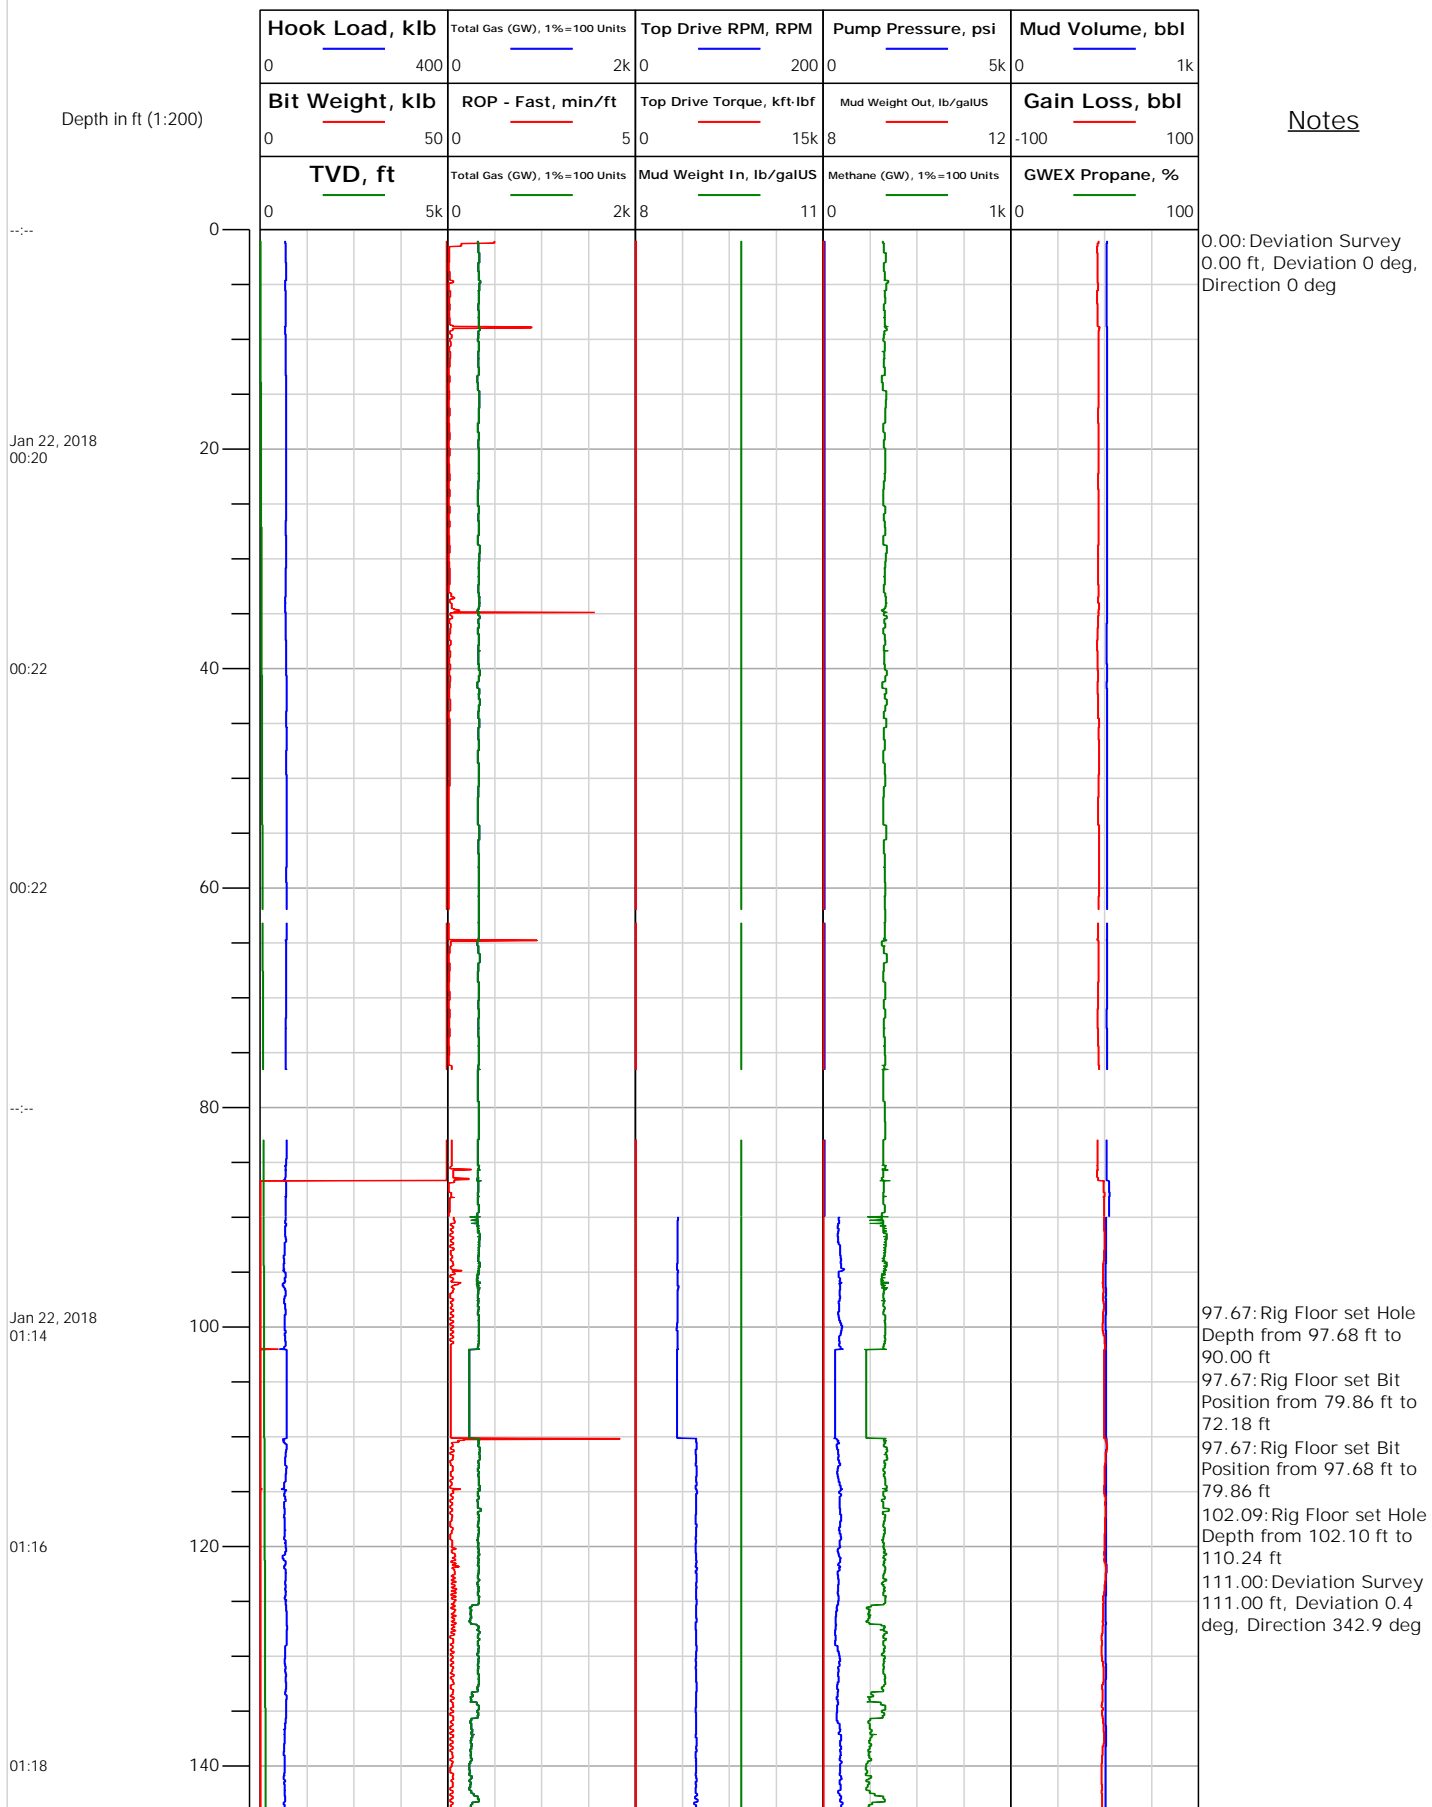 Hook Load, klb
0 400
Total Gas (GW), 1%=100 Units
0 2k
Top Drive RPM, RPM
0 200
Pump Pressure, psi
0 5k
Mud Volume, bbl
0 1k
Depth in ft (1:200)
Bit Weight, klb
0 50
ROP - Fast, min/ft
0 5
Top Drive Torque, kft·lbf
0 15k
Mud Weight Out, lb/galUS
8 12
Gain Loss, bbl
-100 100
Notes
TVD, ft
0 5k
Total Gas (GW), 1%=100 Units
0 2k
Mud Weight In, lb/galUS
8 11
Methane (GW), 1%=100 Units
0 1k
GWEX Propane, %
0 100
--:--
0
0.00: Deviation Survey
0.00 ft, Deviation 0 deg,
Direction 0 deg
Jan 22, 2018
00:20
20
00:22
40
00:22
60
--:--
80
Jan 22, 2018
01:14
100
97.67: Rig Floor set Hole
Depth from 97.68 ft to
90.00 ft
97.67: Rig Floor set Bit
Position from 79.86 ft to
72.18 ft
97.67: Rig Floor set Bit
Position from 97.68 ft to
79.86 ft
102.09: Rig Floor set Hole
Depth from 102.10 ft to
110.24 ft
111.00: Deviation Survey
111.00 ft, Deviation 0.4
deg, Direction 342.9 deg
01:16
120
01:18
140